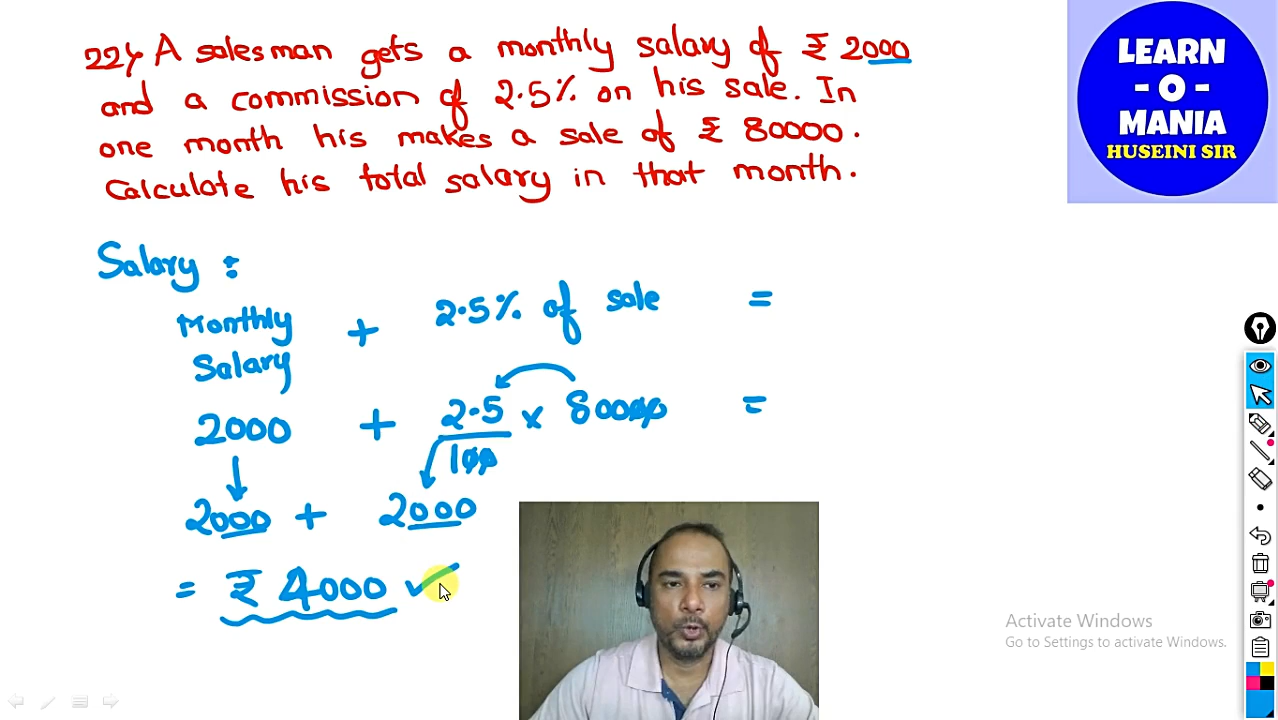 22) A salesman gets a monthly salary of ₹ 2000
and a commission of 2.5% on his sale. In
one month his makes a sale of ₹ 80000.
Calculate his total salary in that month.
LEARN
- O -
MANIA
HUSEINI SIR
Salary :
Monthly Salary + 2.5% of sale =
2000 + 2.5/100 × 80000 =
2000 + 2000
= ₹ 4000 ✓
Activate Windows
Go to Settings to activate Windows.